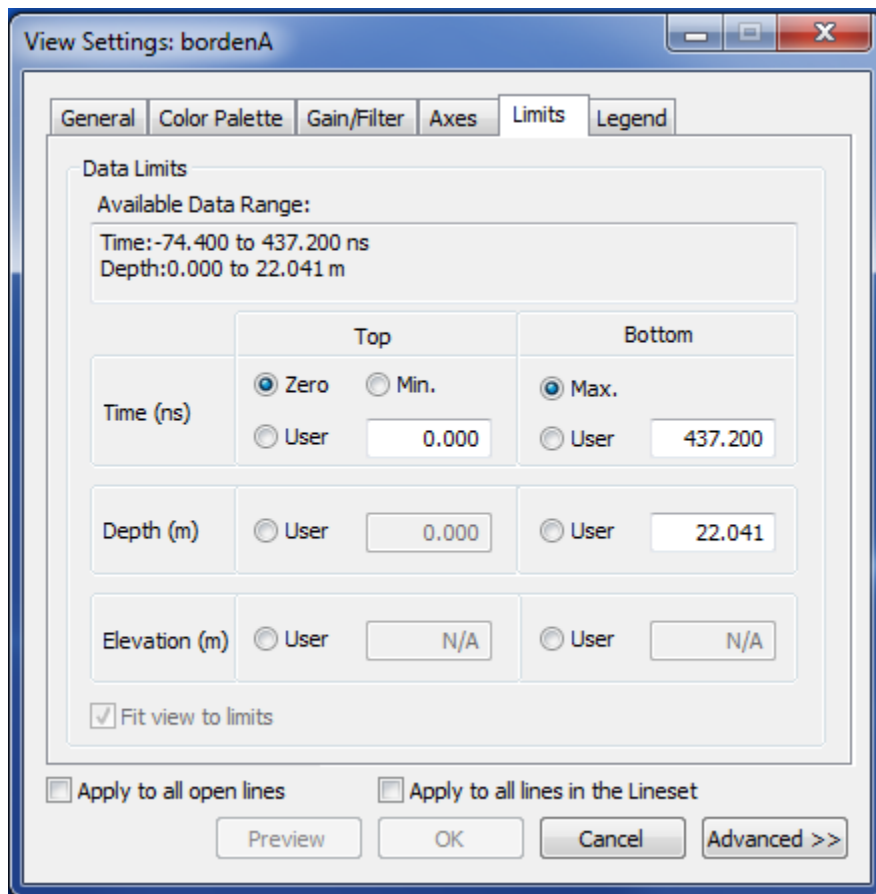 View Settings: bordenA
General Color Palette Gain/Filter Axes Limits Legend
Data Limits
Available Data Range:
Time:-74.400 to 437.200 ns
Depth:0.000 to 22.041 m
Top Bottom
Time (ns)
Zero Min. Max.
User 0.000 User 437.200
Depth (m) User 0.000 User 22.041
Elevation (m) User N/A User N/A
Fit view to limits
Apply to all open lines Apply to all lines in the Lineset
Preview OK Cancel Advanced >>